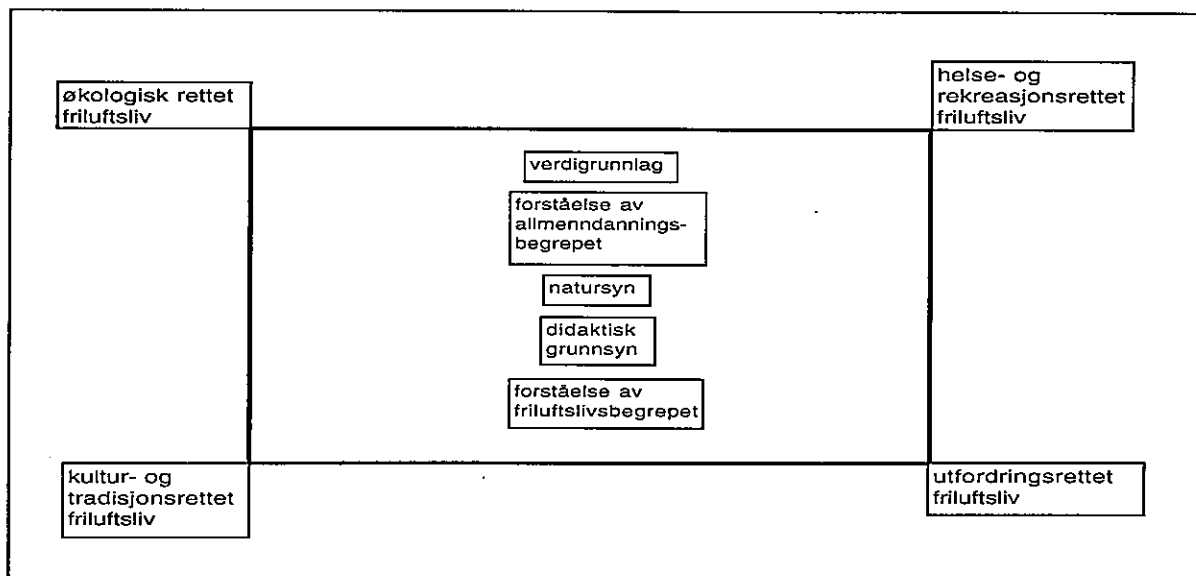 økologisk rettet
friluftsliv
helse- og
rekreasjonsrettet
friluftsliv
verdigrunnlag
forståelse av
allmenndannings-
begrepet
natursyn
didaktisk
grunnsyn
forståelse av
friluftslivsbegrepet
kultur- og
tradisjonsrettet
friluftsliv
utfordringsrettet
friluftsliv